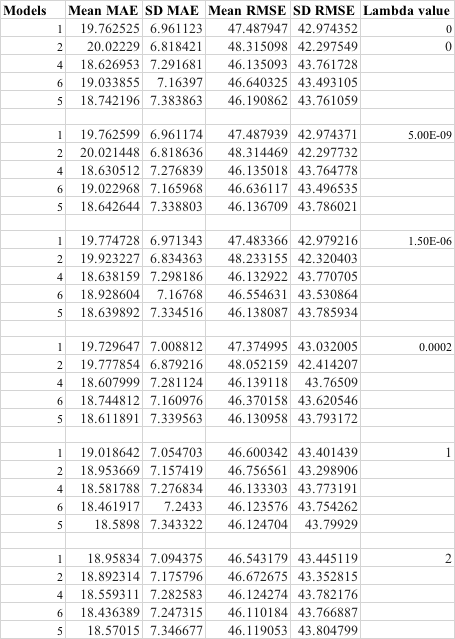 Models Mean MAE SD MAE Mean RMSE SD RMSE Lambda value
1 19.762525 6.961123 47.487947 42.974352 0
2 20.02229 6.818421 48.315098 42.297549 0
4 18.626953 7.291681 46.135093 43.761728
6 19.033855 7.16397 46.640325 43.493105
5 18.742196 7.383863 46.190862 43.761059
1 19.762599 6.961174 47.487939 42.974371 5.00E-09
2 20.021448 6.818636 48.314469 42.297732
4 18.630512 7.276839 46.135018 43.764778
6 19.022968 7.165968 46.636117 43.496535
5 18.642644 7.338803 46.136709 43.786021
1 19.774728 6.971343 47.483366 42.979216 1.50E-06
2 19.923227 6.834363 48.233155 42.320403
4 18.638159 7.298186 46.132922 43.770705
6 18.928604 7.16768 46.554631 43.530864
5 18.639892 7.334516 46.138087 43.785934
1 19.729647 7.008812 47.374995 43.032005 0.0002
2 19.777854 6.879216 48.052159 42.414207
4 18.607999 7.281124 46.139118 43.76509
6 18.744812 7.160976 46.370158 43.620546
5 18.611891 7.339563 46.130958 43.793172
1 19.018642 7.054703 46.600342 43.401439 1
2 18.953669 7.157419 46.756561 43.298906
4 18.581788 7.276834 46.133303 43.773191
6 18.461917 7.2433 46.123576 43.754262
5 18.5898 7.343322 46.124704 43.79929
1 18.95834 7.094375 46.543179 43.445119 2
2 18.892314 7.175796 46.672675 43.352815
4 18.559311 7.282583 46.124274 43.782176
6 18.436389 7.247315 46.110184 43.766887
5 18.57015 7.346677 46.119053 43.804799